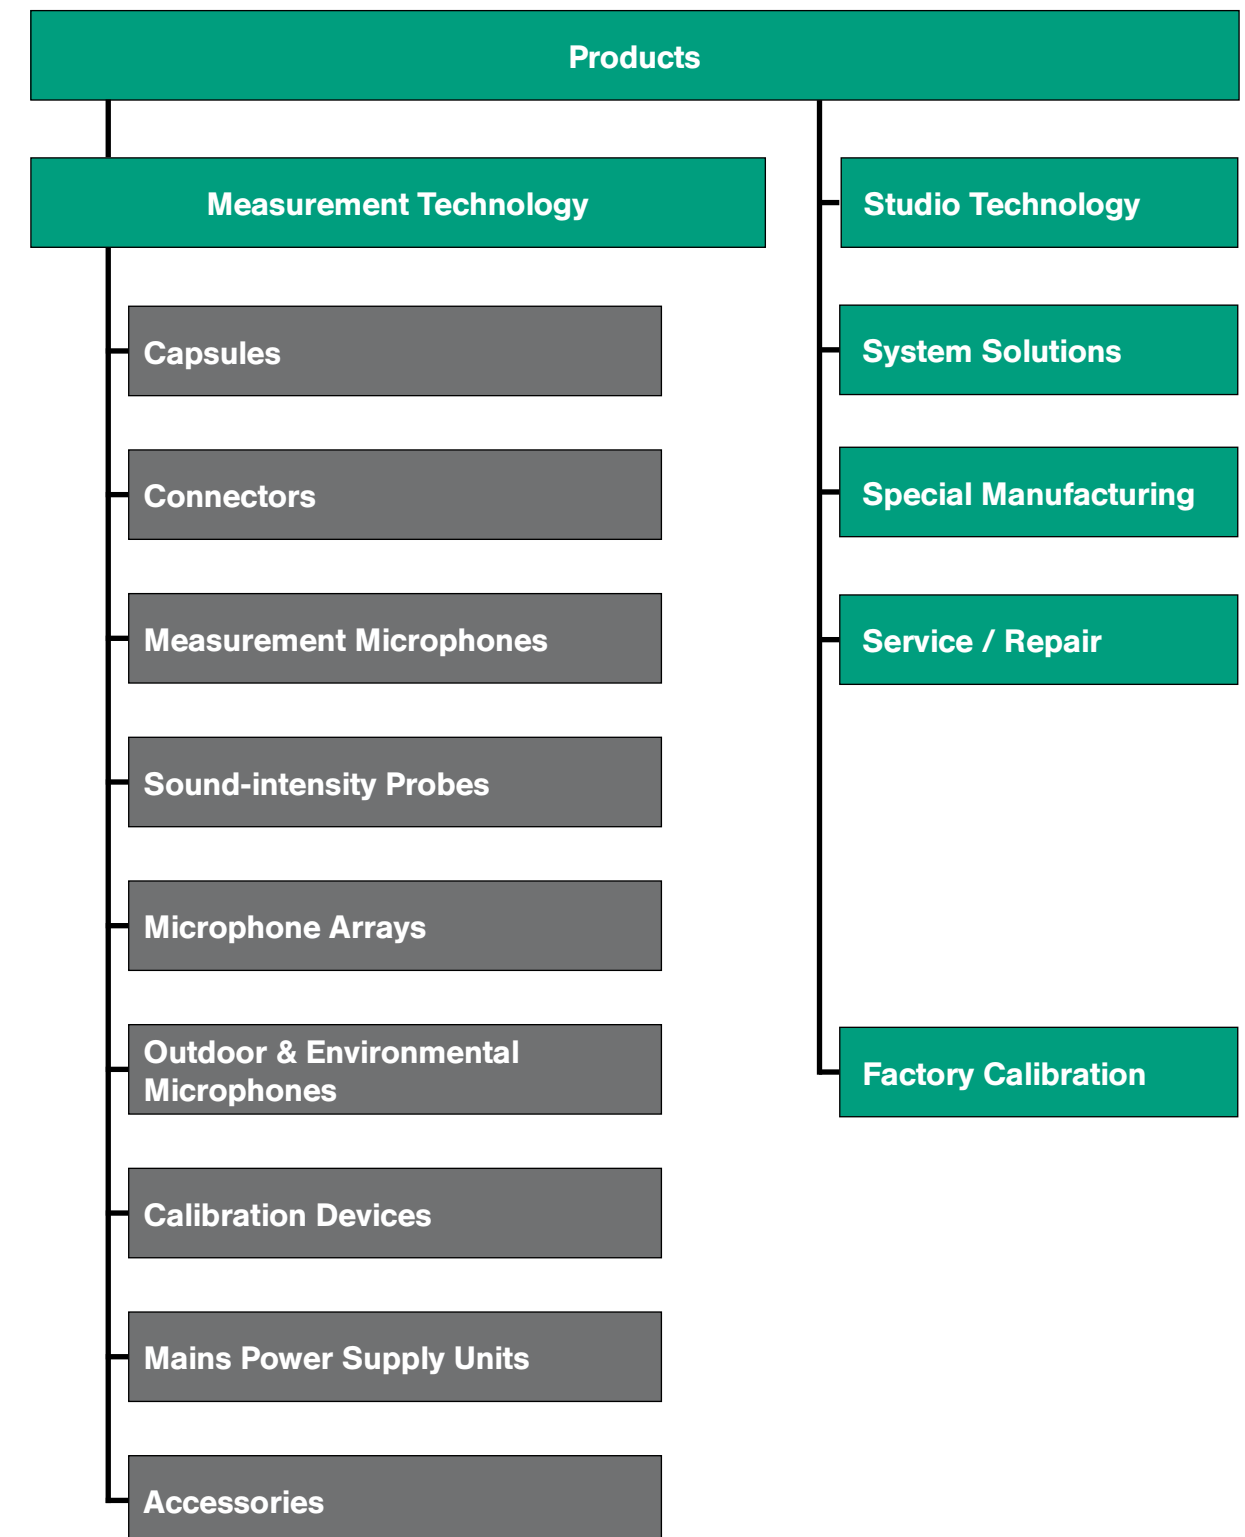 Products
Measurement Technology
Capsules
Connectors
Measurement Microphones
Sound-intensity Probes
Microphone Arrays
Outdoor & Environmental
Microphones
Calibration Devices
Mains Power Supply Units
Accessories
Studio Technology
System Solutions
Special Manufacturing
Service / Repair
Factory Calibration